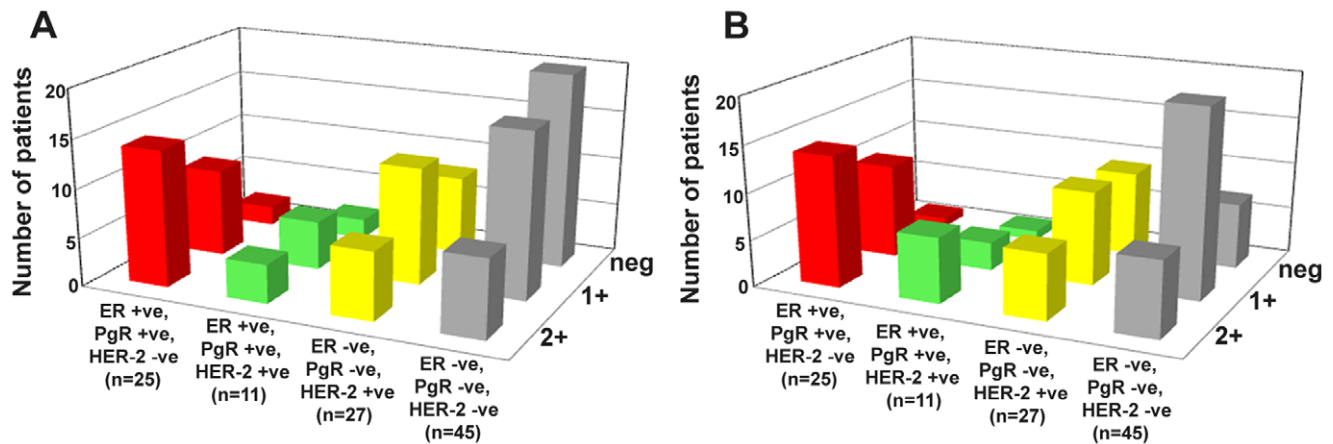 A
Number of patients
20
15
10
5
0
ER +ve,
PgR +ve,
HER-2 -ve
(n=25)
ER +ve,
PgR +ve,
HER-2 +ve
(n=11)
ER -ve,
PgR -ve,
HER-2 +ve
(n=27)
ER -ve,
PgR -ve,
HER-2 -ve
(n=45)
2+
1+
neg
B
Number of patients
20
15
10
5
0
ER +ve,
PgR +ve,
HER-2 -ve
(n=25)
ER +ve,
PgR +ve,
HER-2 +ve
(n=11)
ER -ve,
PgR -ve,
HER-2 +ve
(n=27)
ER -ve,
PgR -ve,
HER-2 -ve
(n=45)
2+
1+
neg